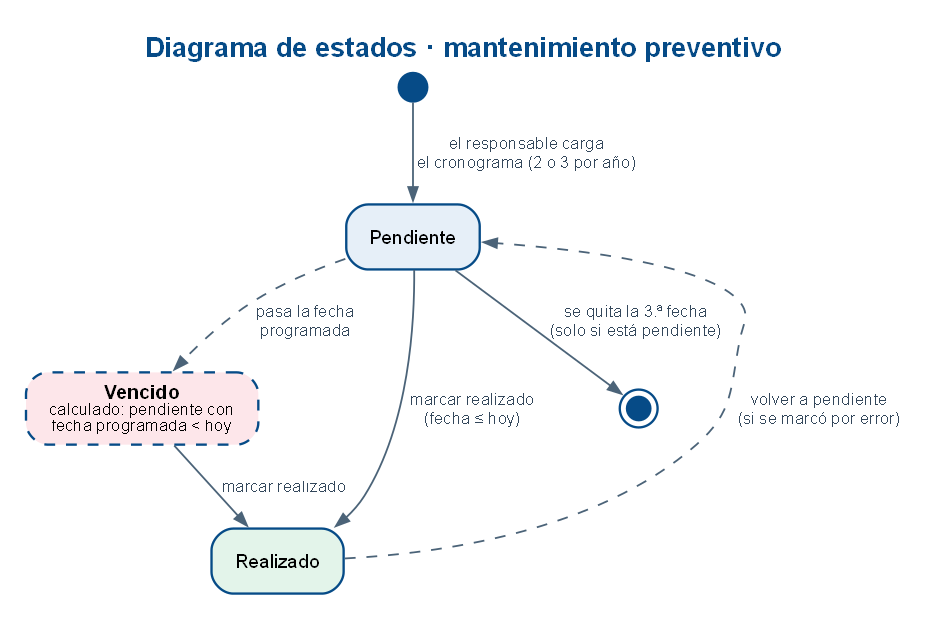 Diagrama de estados · mantenimiento preventivo
el responsable carga
el cronograma (2 o 3 por año)
Pendiente
pasa la fecha
programada
se quita la 3.ª fecha
(solo si está pendiente)
Vencido
calculado: pendiente con
fecha programada < hoy
marcar realizado
(fecha ≤ hoy)
volver a pendiente
(si se marcó por error)
marcar realizado
Realizado